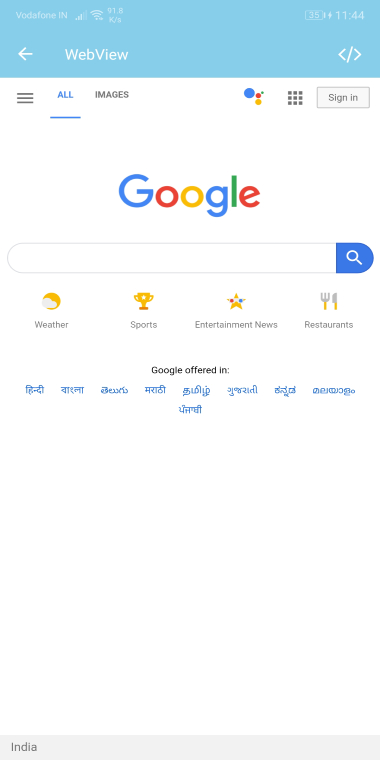 Vodafone IN 91.8 K/s 35 11:44
WebView
ALL IMAGES Sign in
Google
Weather Sports Entertainment News Restaurants
Google offered in:
हिन्दी বাংলা తెలుగు मराठी தமிழ் ગુજરાતી ಕನ್ನಡ മലയാളം
ਪੰਜਾਬੀ
India